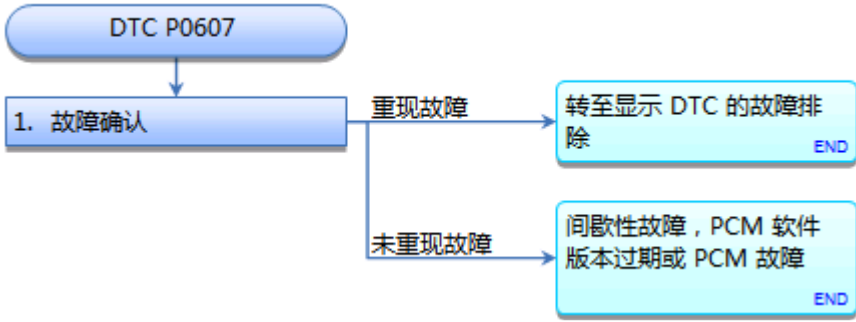 DTC P0607
1. 故障确认
重现故障
转至显示 DTC 的故障排
除
END
未重现故障
间歇性故障，PCM 软件
版本过期或 PCM 故障
END